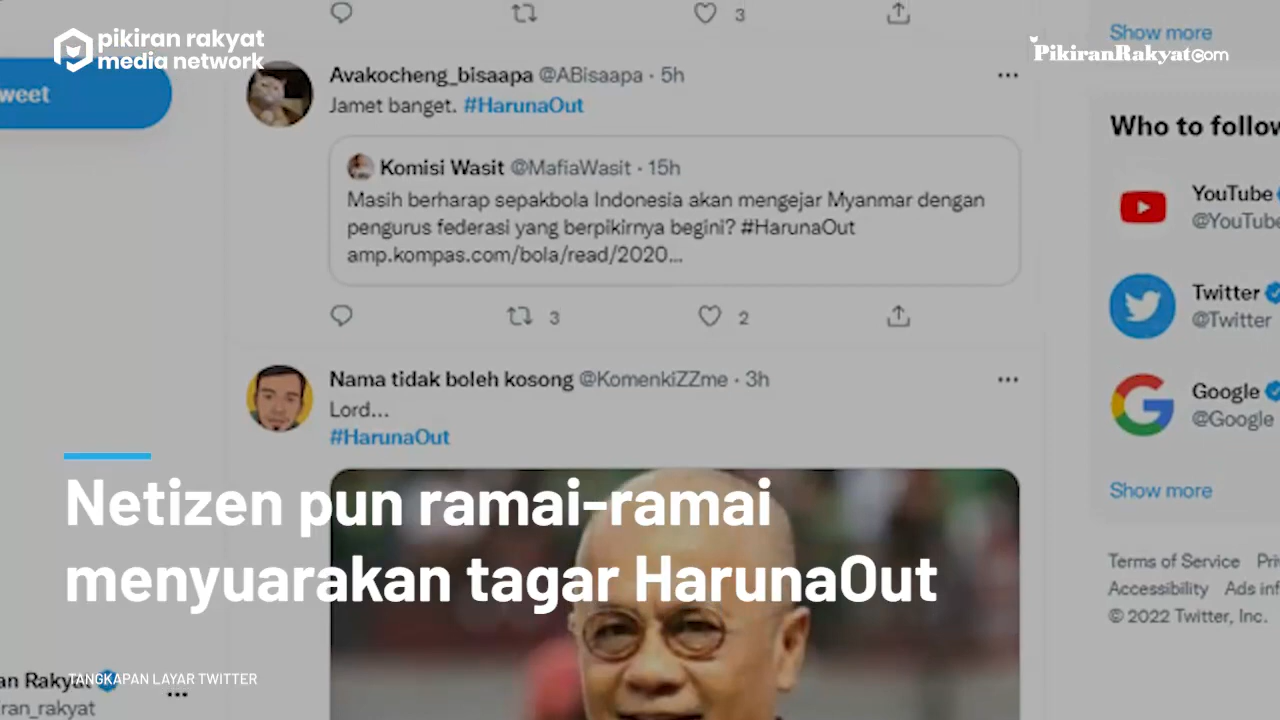 pikiran rakyat
media network
PikiranRakyat.com
3
Show more
weet
Avakocheng_bisaapa @ABisaapa · 5h
Jamet banget. #HarunaOut
Komisi Wasit @MafiaWasit · 15h
Masih berharap sepakbola Indonesia akan mengejar Myanmar dengan
pengurus federasi yang berpikirnya begini? #HarunaOut
amp.kompas.com/bola/read/2020...
3
2
Nama tidak boleh kosong @KomenkiZZme · 3h
Lord...
#HarunaOut
Who to follow
YouTube
@YouTube
Twitter
@Twitter
Google
@Google
Show more
Terms of Service Pri
Accessibility Ads inf
© 2022 Twitter, Inc.
Netizen pun ramai-ramai
menyuarakan tagar HarunaOut
an Rakyat
TANGKAPAN LAYAR TWITTER
ran_rakyat